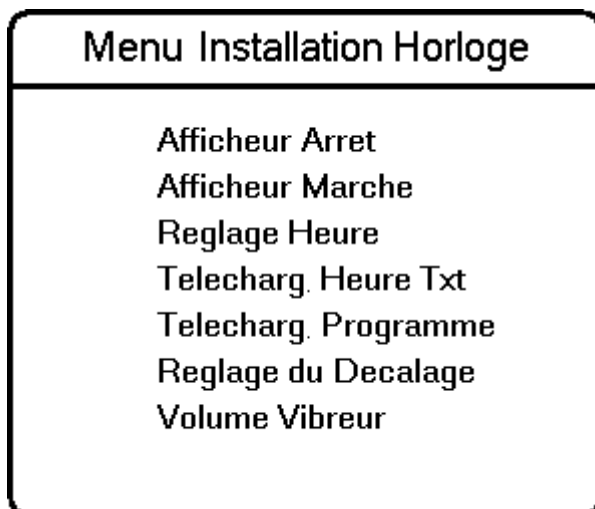 Menu Installation Horloge
Afficheur Arret
Afficheur Marche
Reglage Heure
Telecharg. Heure Txt
Telecharg. Programme
Reglage du Decalage
Volume Vibreur